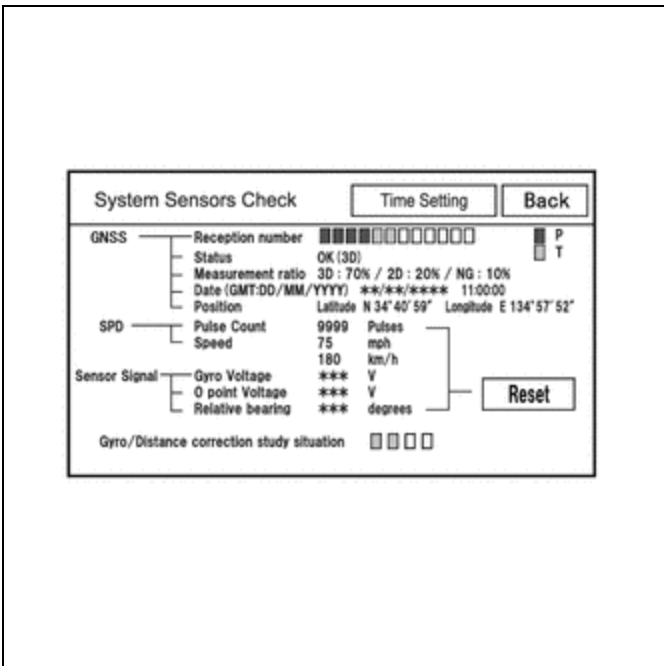 System Sensors Check Time Setting Back
GNSS Reception number P
Status OK (3D) T
Measurement ratio 3D : 70% / 2D : 20% / NG : 10%
Date (GMT:DD/MM/YYYY) **/**/**** 11:00:00
Position Latitude N 34°40' 59" Longitude E 134°57' 52"
SPD Pulse Count 9999 Pulses
Speed 75 mph
180 km/h
Sensor Signal Gyro Voltage *** V
O point Voltage *** V
Relative bearing *** degrees
Reset
Gyro/Distance correction study situation